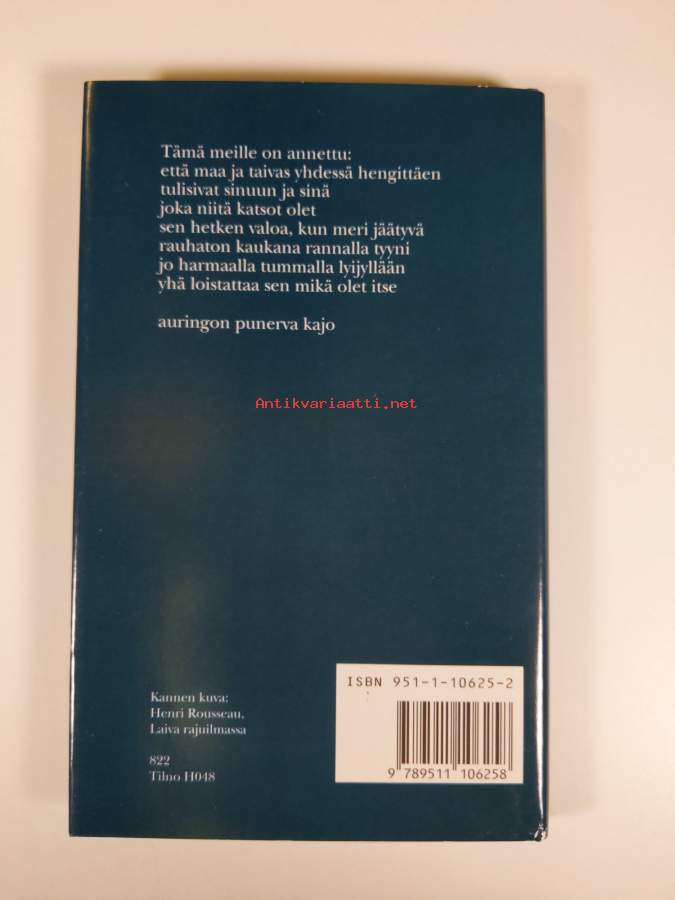 Tämä meille on annettu:
että maa ja taivas yhdessä hengittäen
tulisivat sinuun ja sinä
joka niitä katsot olet
sen hetken valoa, kun meri jäätyvä
rauhaton kaukana rannalla tyyni
jo harmaalla tummalla lyijyllään
yhä loistattaa sen mikä olet itse
auringon punerva kajo
Antikvariaatti.net
Kannen kuva:
Henri Rousseau,
Laiva rajuilmassa
822
Tilno H048
ISBN 951-1-10625-2
9 789511 106258